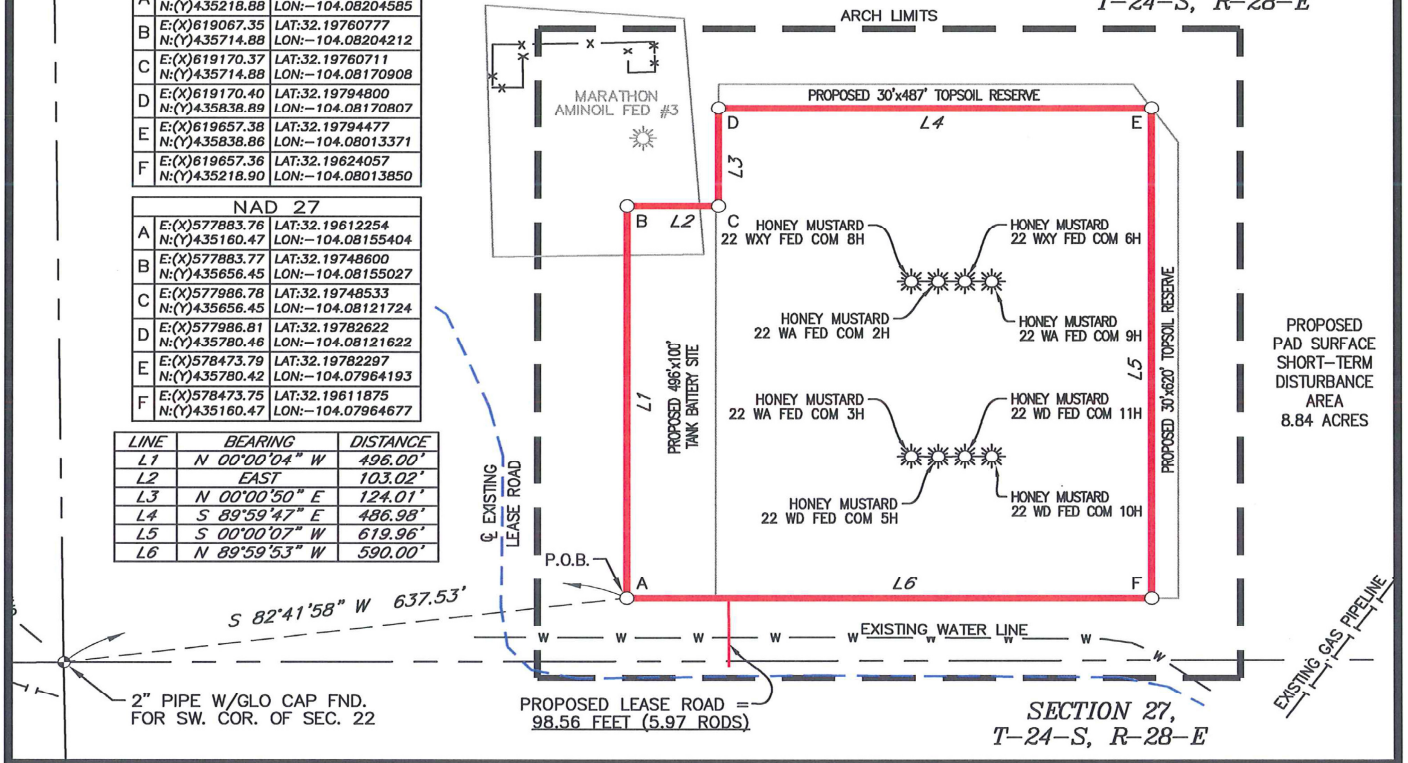 A N:(Y)435218.88 LON:-104.08204585
B E:(X)619067.35 LAT:32.19760777
N:(Y)435714.88 LON:-104.08204212
C E:(X)619170.37 LAT:32.19760711
N:(Y)435714.88 LON:-104.08170908
D E:(X)619170.40 LAT:32.19794800
N:(Y)435838.89 LON:-104.08170807
E E:(X)619657.38 LAT:32.19794477
N:(Y)435838.86 LON:-104.08013371
F E:(X)619657.36 LAT:32.19624057
N:(Y)435218.90 LON:-104.08013850
NAD 27
A E:(X)577883.76 LAT:32.19612254
N:(Y)435160.47 LON:-104.08155404
B E:(X)577883.77 LAT:32.19748600
N:(Y)435656.45 LON:-104.08155027
C E:(X)577986.78 LAT:32.19748533
N:(Y)435656.45 LON:-104.08121724
D E:(X)577986.81 LAT:32.19782622
N:(Y)435780.46 LON:-104.08121622
E E:(X)578473.79 LAT:32.19782297
N:(Y)435780.42 LON:-104.07964193
F E:(X)578473.75 LAT:32.19611875
N:(Y)435160.47 LON:-104.07964677
LINE BEARING DISTANCE
L1 N 00°00'04" W 496.00'
L2 EAST 103.02'
L3 N 00°00'50" E 124.01'
L4 S 89°59'47" E 486.98'
L5 S 00°00'07" W 619.96'
L6 N 89°59'53" W 590.00'
T-24-S, R-28-E
ARCH LIMITS
x x x x x x x
MARATHON
AMINOIL FED #3
PROPOSED 30'x487' TOPSOIL RESERVE
D L4 E
L3
B L2 C
HONEY MUSTARD
22 WXY FED COM 8H
HONEY MUSTARD
22 WXY FED COM 6H
HONEY MUSTARD
22 WA FED COM 2H
HONEY MUSTARD
22 WA FED COM 9H
HONEY MUSTARD
22 WA FED COM 3H
HONEY MUSTARD
22 WD FED COM 11H
HONEY MUSTARD
22 WD FED COM 5H
HONEY MUSTARD
22 WD FED COM 10H
L1
PROPOSED 496'x100'
TANK BATTERY SITE
L5
PROPOSED 30'x620' TOPSOIL RESERVE
PROPOSED
PAD SURFACE
SHORT-TERM
DISTURBANCE
AREA
8.84 ACRES
℄ EXISTING
LEASE ROAD
P.O.B.
A L6 F
S 82°41'58" W 637.53'
W W W W W EXISTING WATER LINE W W W W
EXISTING GAS PIPELINE
2" PIPE W/GLO CAP FND.
FOR SW. COR. OF SEC. 22
PROPOSED LEASE ROAD =
98.56 FEET (5.97 RODS)
SECTION 27,
T-24-S, R-28-E